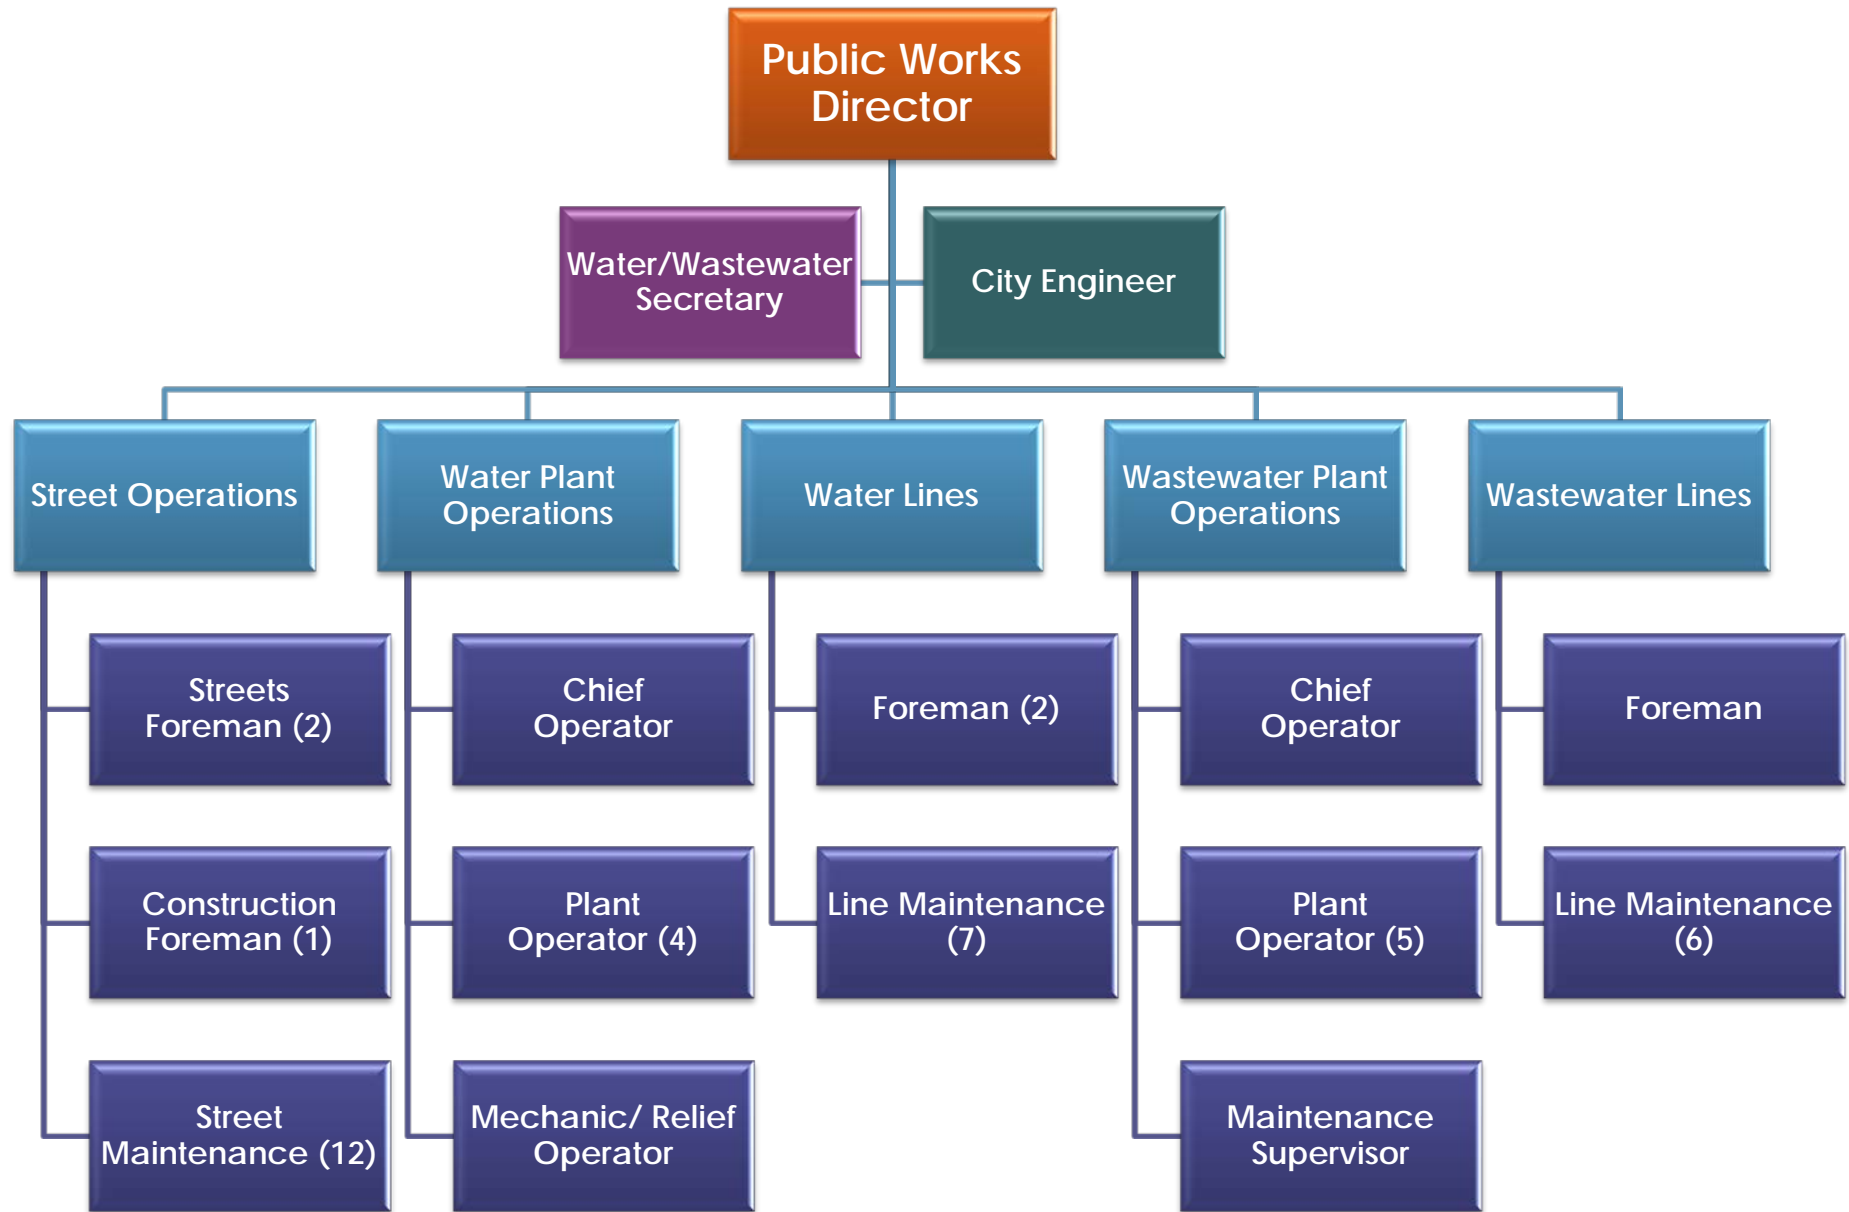 Public Works
Director
Water/Wastewater
Secretary
City Engineer
Street Operations
Water Plant
Operations
Water Lines
Wastewater Plant
Operations
Wastewater Lines
Streets
Foreman (2)
Construction
Foreman (1)
Street
Maintenance (12)
Chief
Operator
Plant
Operator (4)
Mechanic/ Relief
Operator
Foreman (2)
Line Maintenance
(7)
Chief
Operator
Plant
Operator (5)
Maintenance
Supervisor
Foreman
Line Maintenance
(6)